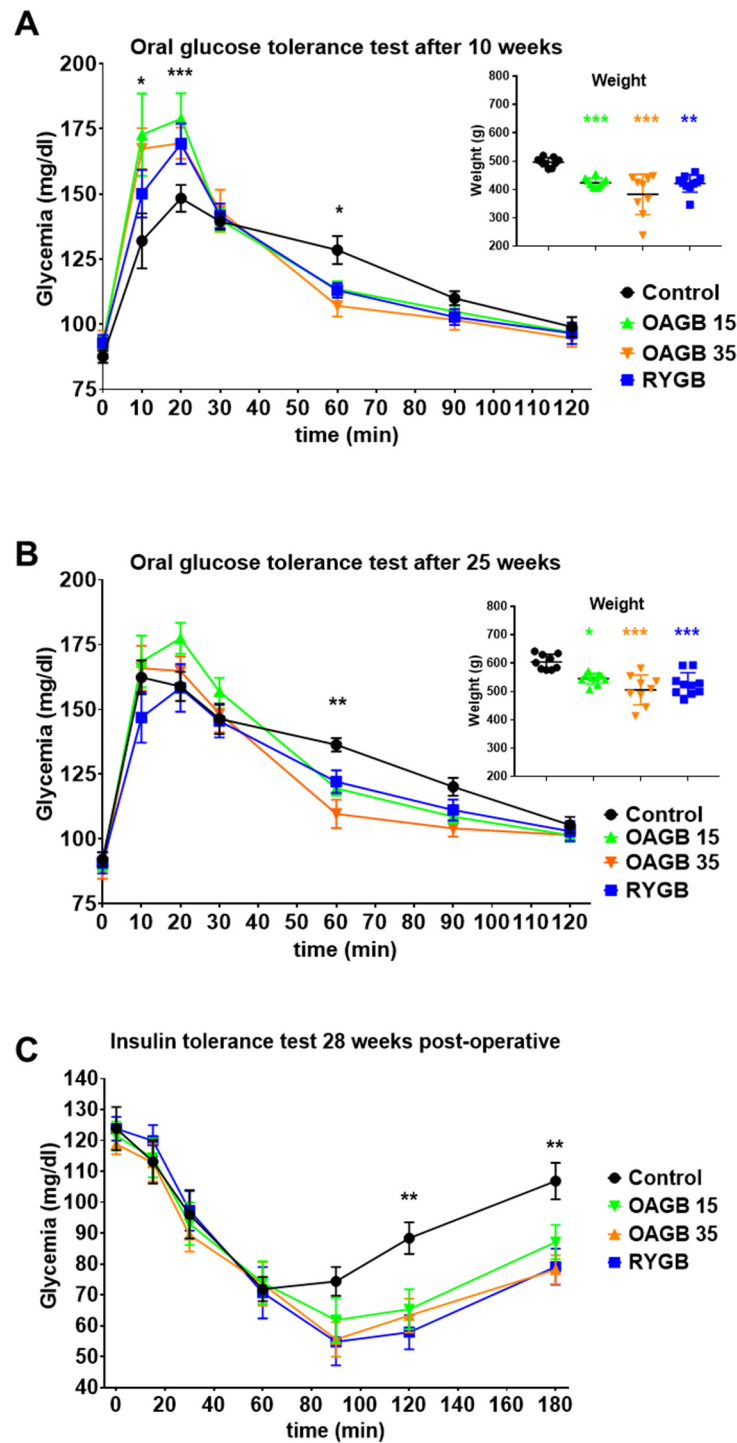 A
Oral glucose tolerance test after 10 weeks
200
175
150
125
100
75
Glycemia (mg/dl)
*
***
*
0 10 20 30 40 50 60 70 80 90 100 110 120
time (min)
Weight
800
700
600
500
400
300
200
Weight (g)
*** *** **
Control
OAGB 15
OAGB 35
RYGB
B
Oral glucose tolerance test after 25 weeks
200
175
150
125
100
75
Glycemia (mg/dl)
**
0 10 20 30 40 50 60 70 80 90 100 110 120
time (min)
Weight
800
700
600
500
400
300
200
Weight (g)
* *** ***
Control
OAGB 15
OAGB 35
RYGB
C
Insulin tolerance test 28 weeks post-operative
140
130
120
110
100
90
80
70
60
50
40
Glycemia (mg/dl)
**
**
0 20 40 60 80 100 120 140 160 180
time (min)
Control
OAGB 15
OAGB 35
RYGB